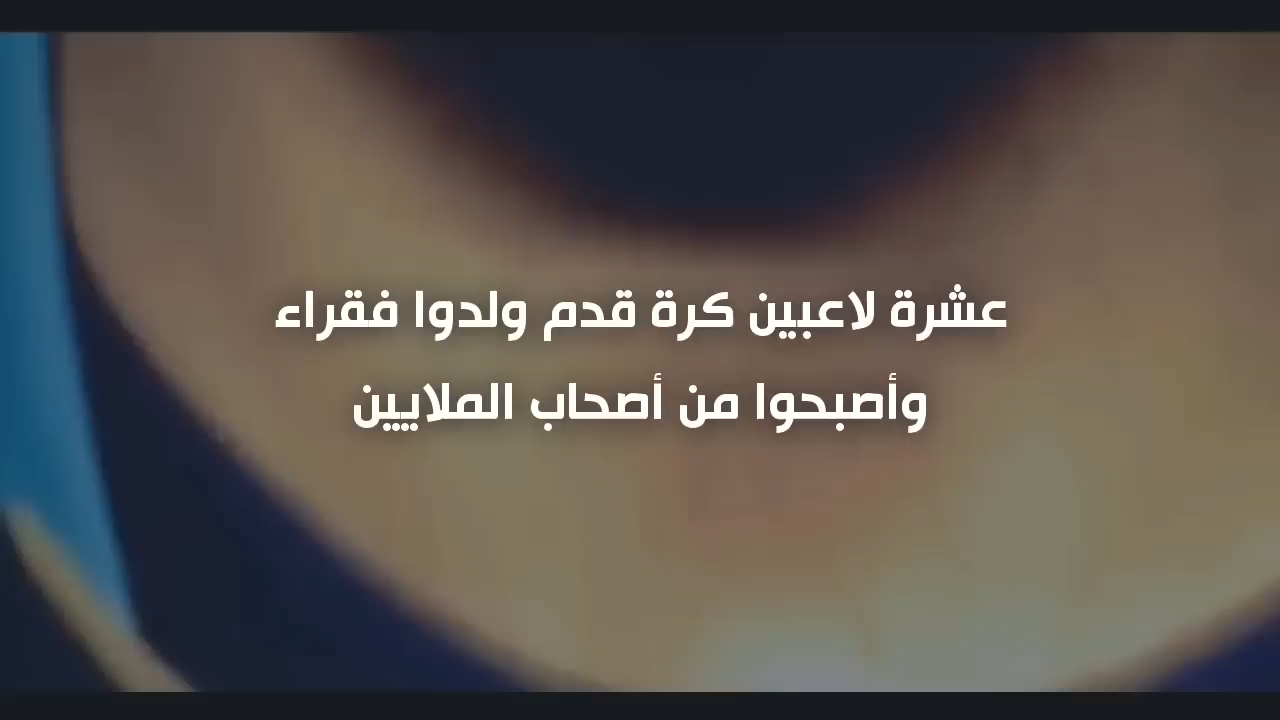 عشرة لاعبين كرة قدم ولدوا فقراء
وأصبحوا من أصحاب الملايين